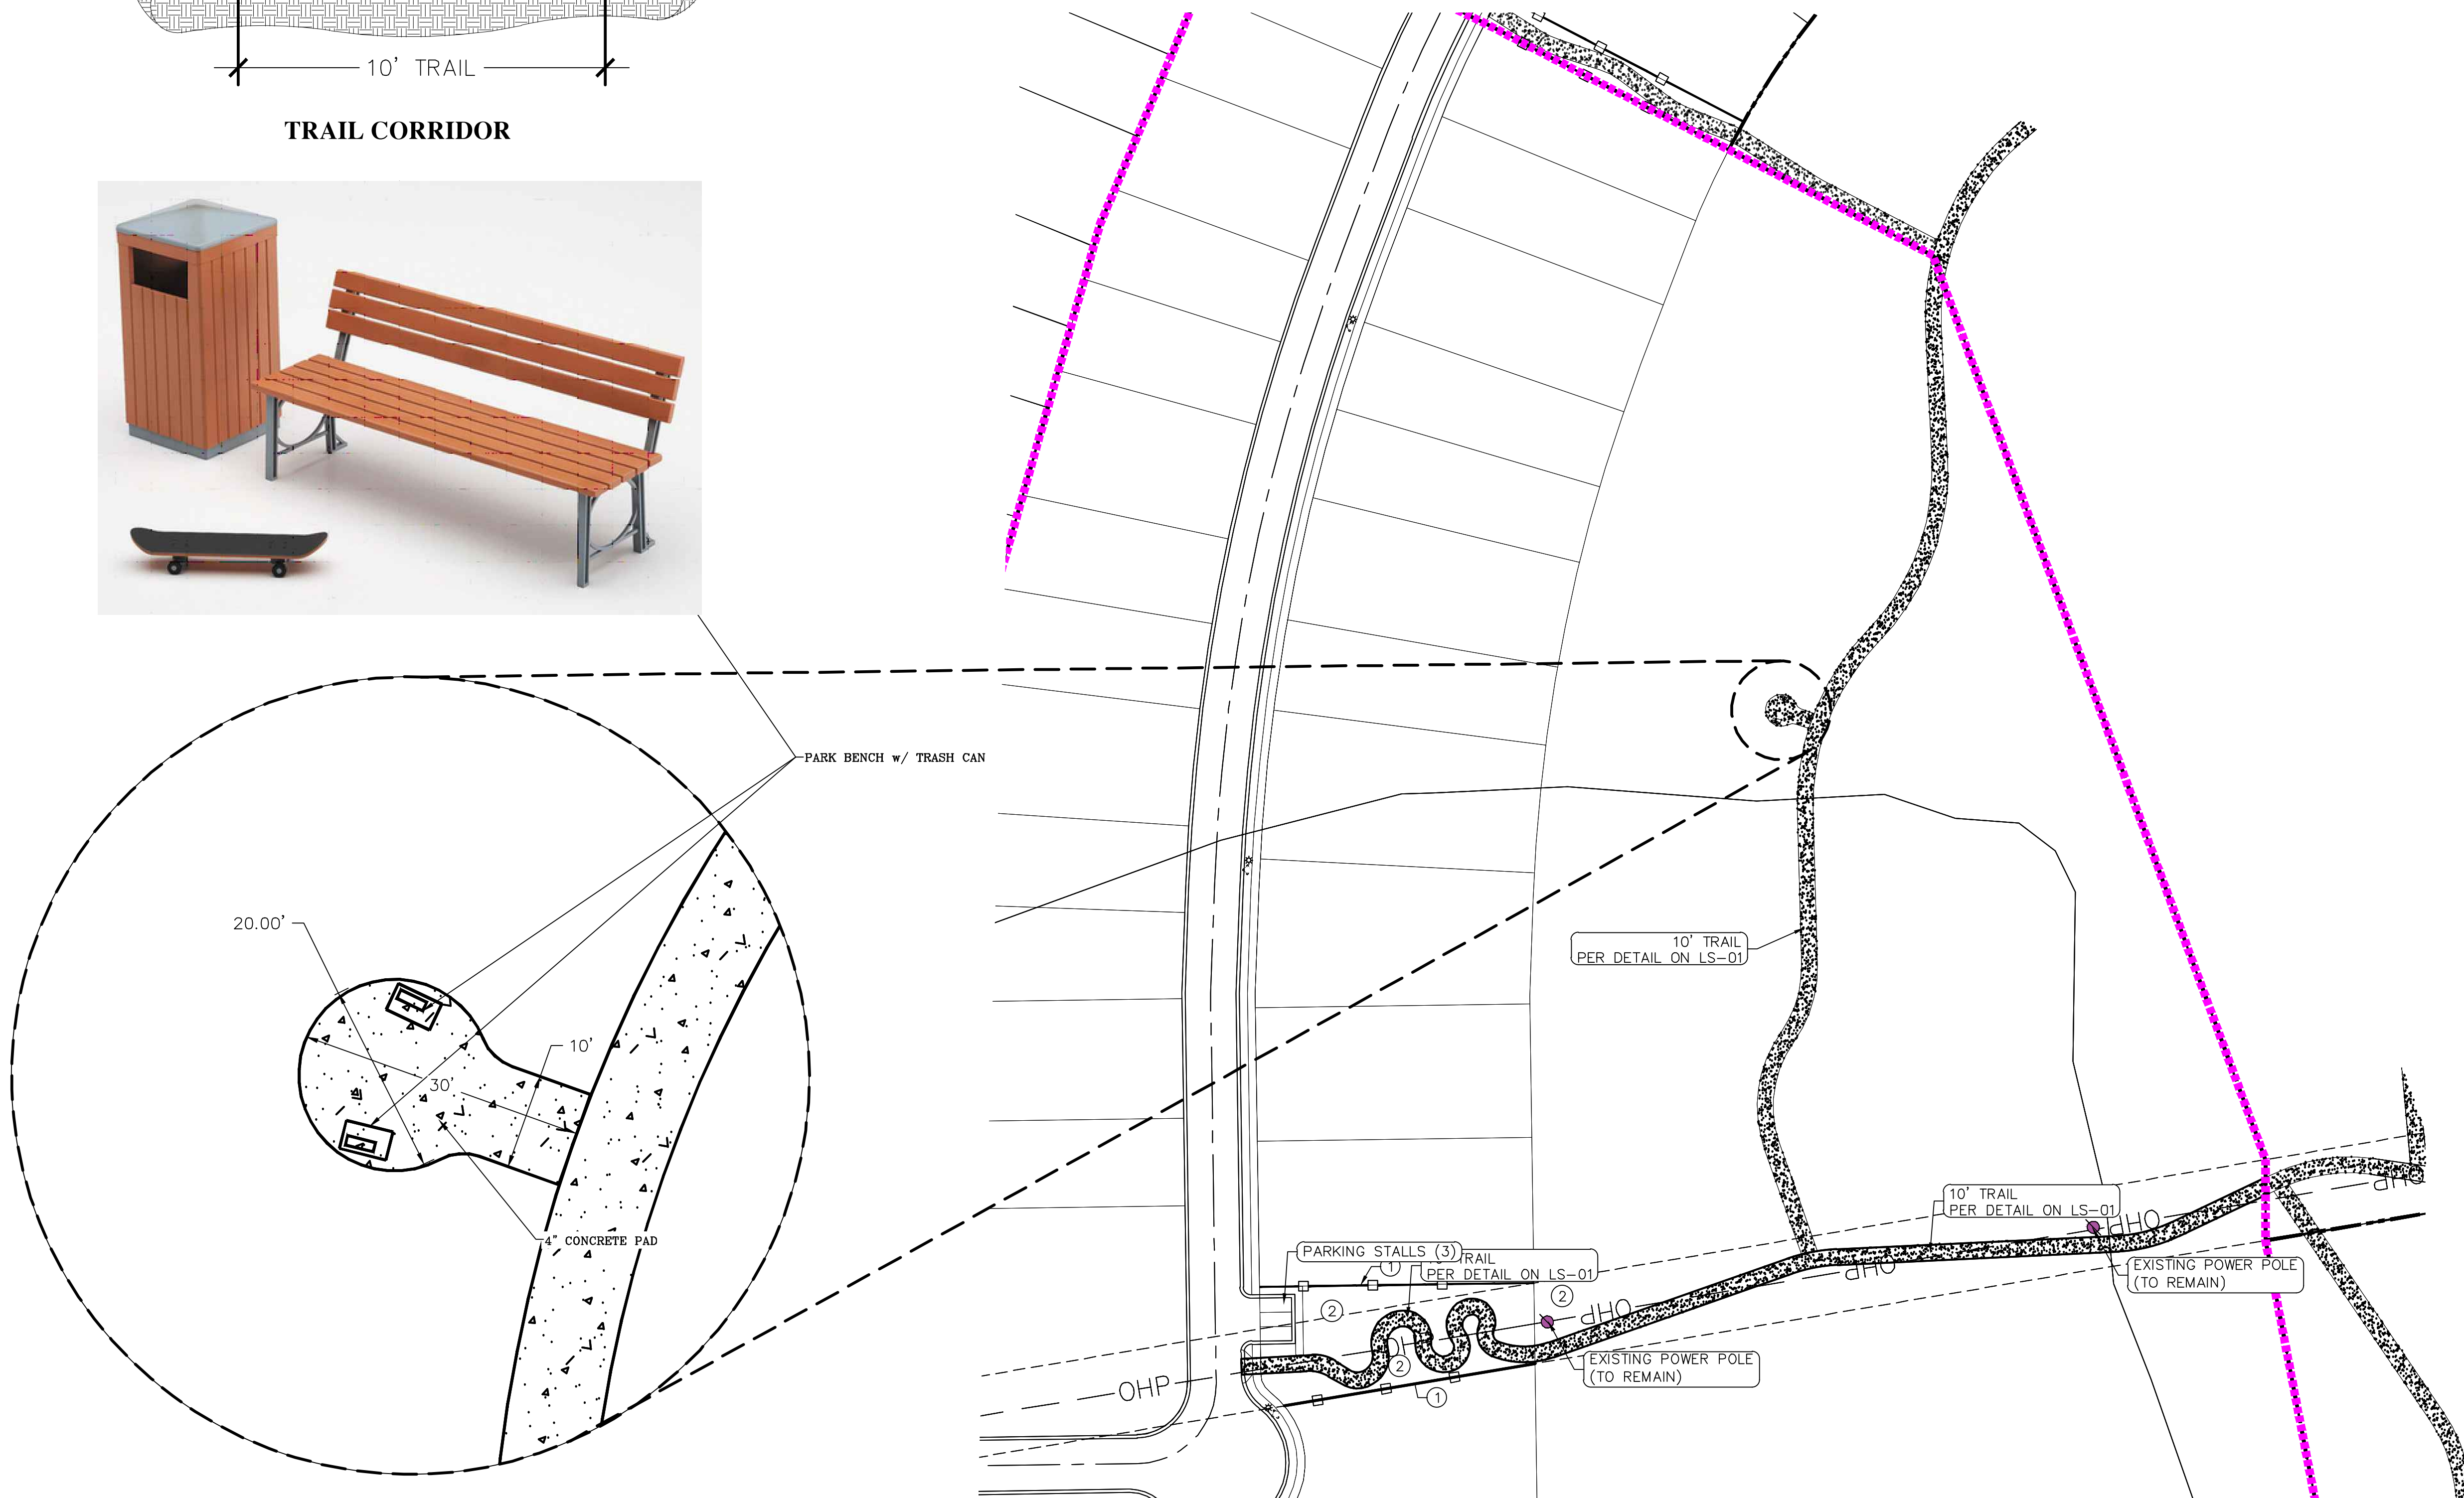 10' TRAIL
TRAIL CORRIDOR
PARK BENCH w/ TRASH CAN
20.00'
10'
30'
4" CONCRETE PAD
10' TRAIL
PER DETAIL ON LS-01
10' TRAIL
PER DETAIL ON LS-01
OHP
OHP
EXISTING POWER POLE
(TO REMAIN)
OHP
PARKING STALLS (3)
TRAIL
PER DETAIL ON LS-01
1
2
2
OHP
2
EXISTING POWER POLE
(TO REMAIN)
OHP
1